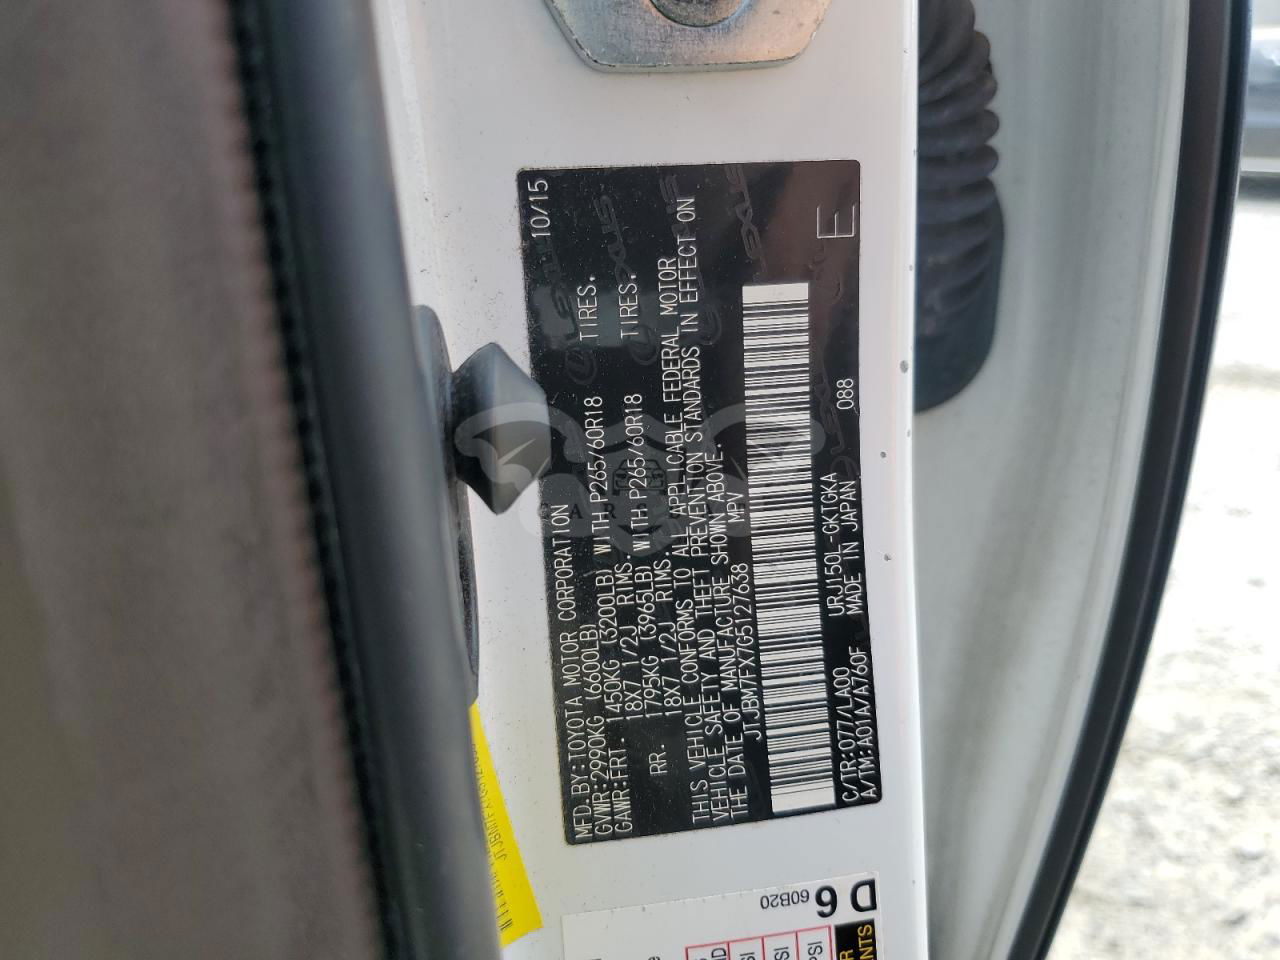 MFD. BY: TOYOTA MOTOR CORPORATION 10/15
GVWR: 2990KG (6600LB)
GAWR: FRT. 1450KG (3200LB) WITH P265/60R18 TIRES.
18X7 1/2J RIMS.
RR. 1795KG (3965LB) WITH P265/60R18 TIRES.
18X7 1/2J RIMS.
THIS VEHICLE CONFORMS TO ALL APPLICABLE FEDERAL MOTOR
VEHICLE SAFETY AND THEFT PREVENTION STANDARDS IN EFFECT ON
THE DATE OF MANUFACTURE SHOWN ABOVE.
JTJBM7FX7G5127638 MPV
E
C/TR: 077/LA00 URJ150L-GKTGKA 088
A/TM: A01A/A760F MADE IN JAPAN
D 6
60B20